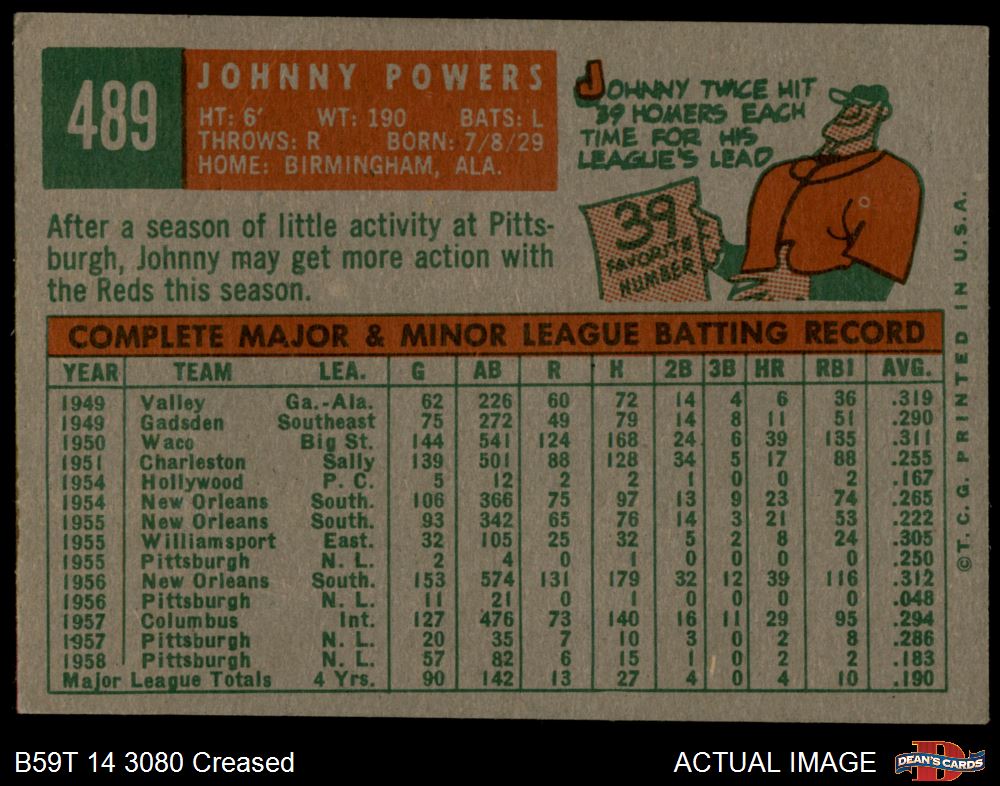 489
JOHNNY POWERS
HT: 6' WT: 190 BATS: L
THROWS: R BORN: 7/8/29
HOME: BIRMINGHAM, ALA.
JOHNNY TWICE HIT
39 HOMERS EACH
TIME FOR HIS
LEAGUE'S LEAD
39
FAVORITE
NUMBER
After a season of little activity at Pitts-
burgh, Johnny may get more action with
the Reds this season.
COMPLETE MAJOR & MINOR LEAGUE BATTING RECORD
YEAR TEAM LEA. G AB R H 2B 3B HR RBI AVG.
1949 Valley Ga.-Ala. 62 226 60 72 14 4 6 36 .319
1949 Gadsden Southeast 75 272 49 79 14 8 11 51 .290
1950 Waco Big St. 144 541 124 168 24 6 39 135 .311
1951 Charleston Sally 139 501 88 128 34 5 17 88 .255
1954 Hollywood P. C. 5 12 2 2 1 0 0 2 .167
1954 New Orleans South. 106 366 75 97 13 9 23 74 .265
1955 New Orleans South. 93 342 65 76 14 3 21 53 .222
1955 Williamsport East. 32 105 25 32 5 2 8 24 .305
1955 Pittsburgh N. L. 2 4 0 1 0 0 0 0 .250
1956 New Orleans South. 153 574 131 179 32 12 39 116 .312
1956 Pittsburgh N. L. 11 21 0 1 0 0 0 0 .048
1957 Columbus Int. 127 476 73 140 16 11 29 95 .294
1957 Pittsburgh N. L. 20 35 7 10 3 0 2 8 .286
1958 Pittsburgh N. L. 57 82 6 15 1 0 2 2 .183
Major League Totals 4 Yrs. 90 142 13 27 4 0 4 10 .190
©T. C. G. PRINTED IN U. S. A.
B59T 14 3080 Creased
ACTUAL IMAGE
D
DEAN'S CARDS